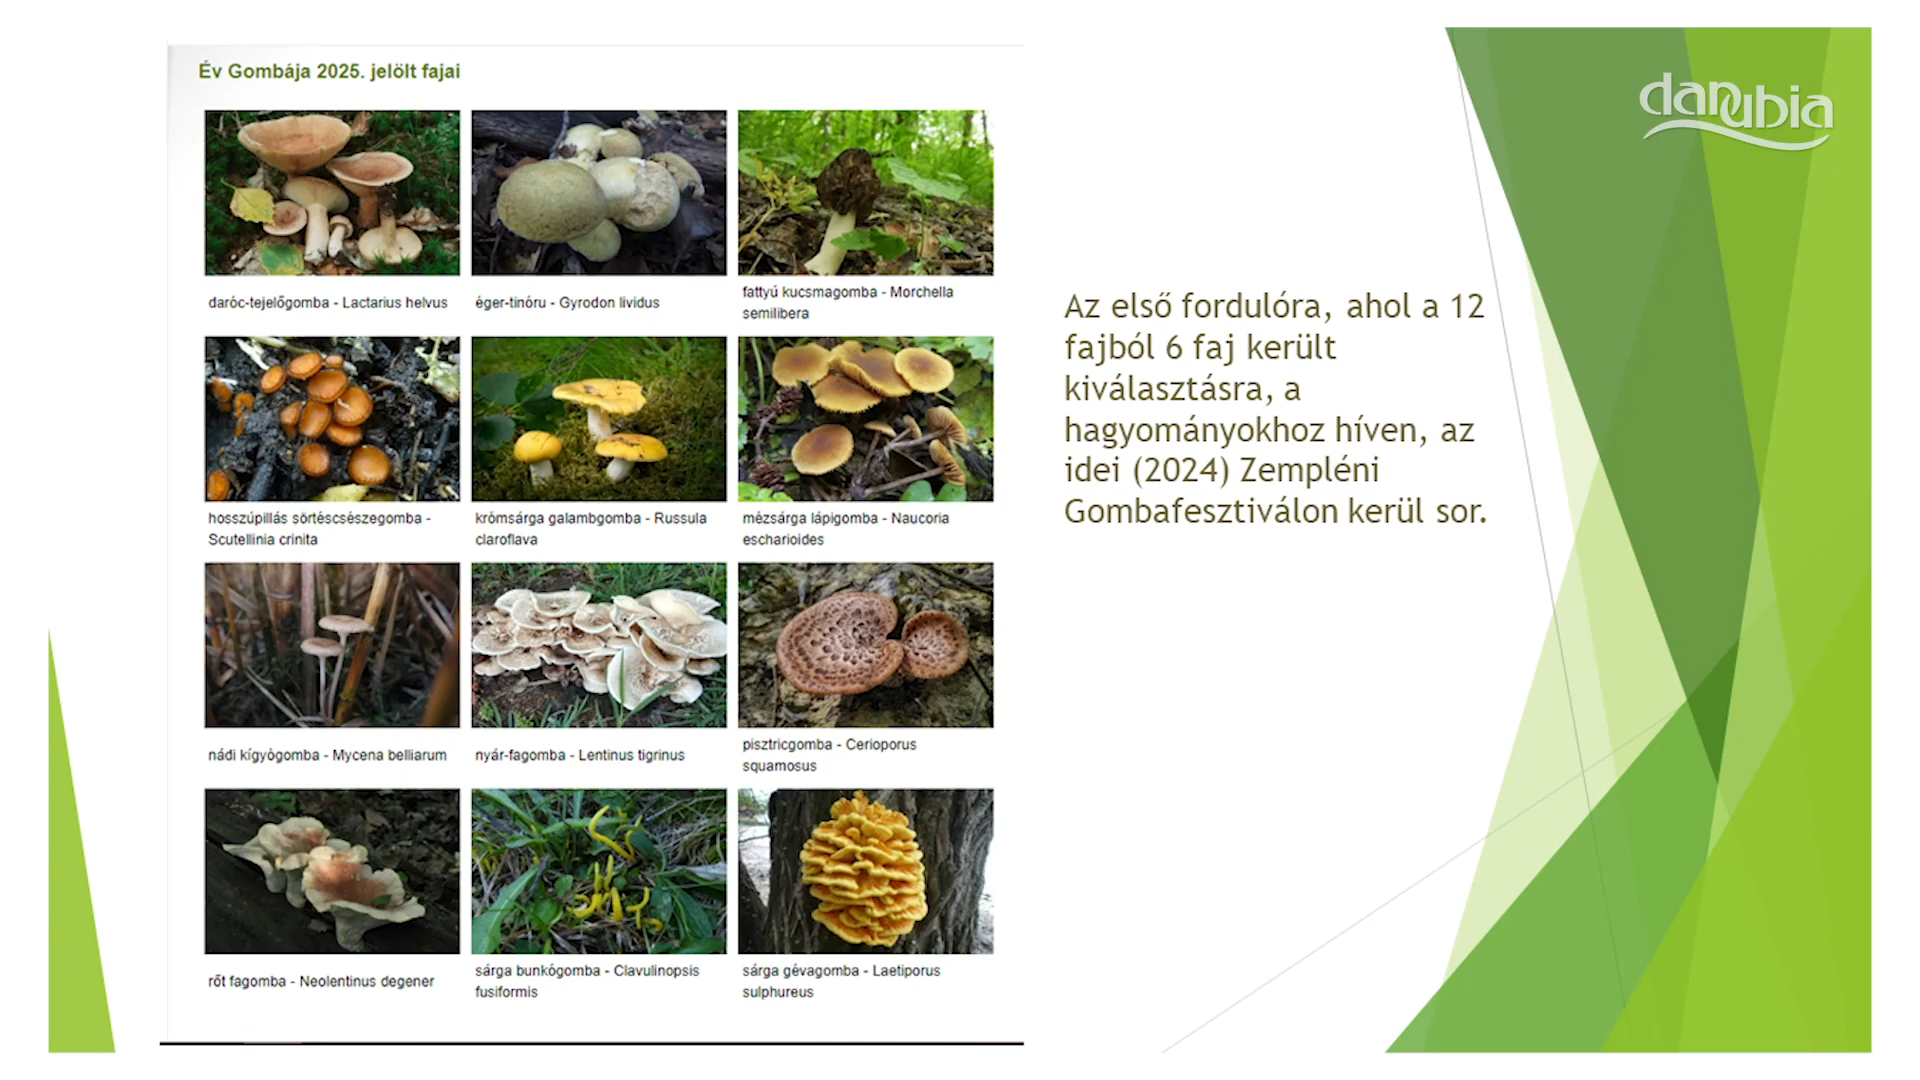 Év Gombája 2025. jelölt fajai
daróc-tejelőgomba - Lactarius helvus
éger-tinóru - Gyrodon lividus
fattyú kucsmagomba - Morchella
semilibera
hosszúpillás sörtéscsészegomba -
Scutellinia crinita
krómsárga galambgomba - Russula
claroflava
mézsárga lápigomba - Naucoria
escharioides
nádi kígyógomba - Mycena belliarum
nyár-fagomba - Lentinus tigrinus
pisztricgomba - Cerioporus
squamosus
rőt fagomba - Neolentinus degener
sárga bunkógomba - Clavulinopsis
fusiformis
sárga gévagomba - Laetiporus
sulphureus
Az első fordulóra, ahol a 12
fajból 6 faj került
kiválasztásra, a
hagyományokhoz híven, az
idei (2024) Zempléni
Gombafesztiválon kerül sor.
danubia